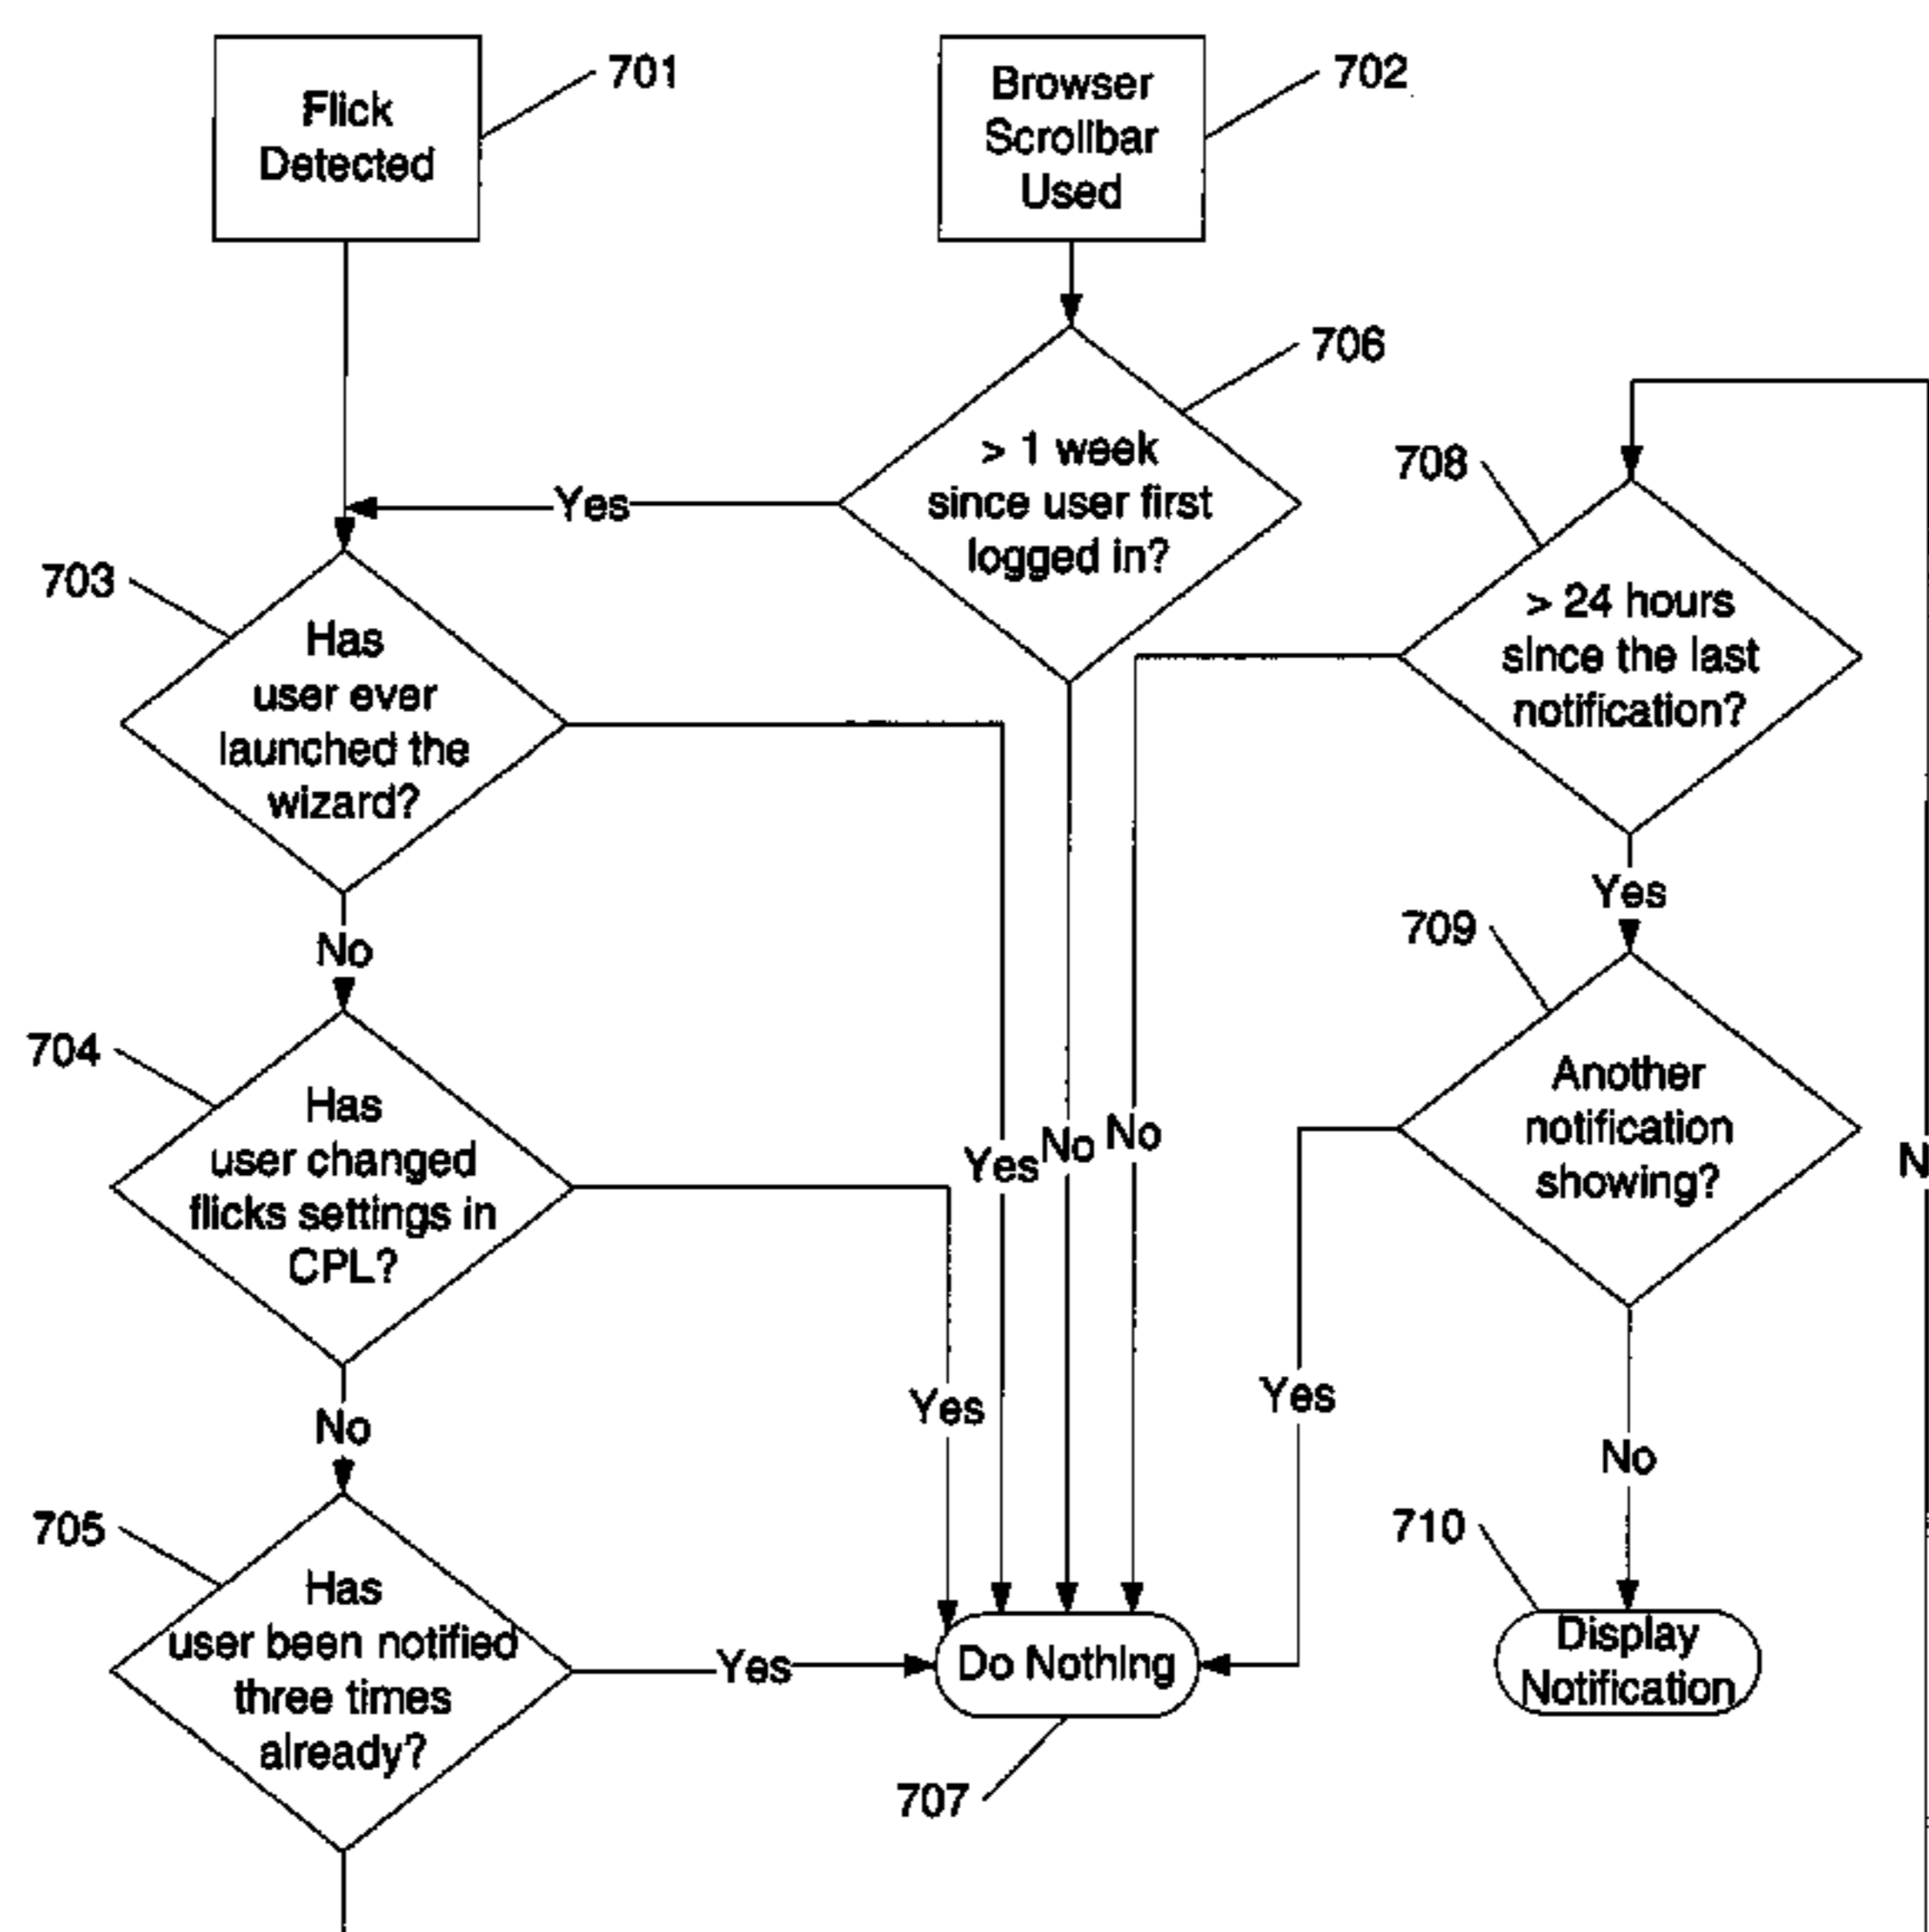 Flick
Detected
701
Browser
Scrollbar
Used
702
> 1 week
since user first
logged in?
706
Yes
703
Has
user ever
launched the
wizard?
708
> 24 hours
since the last
notification?
No
Yes
709
704
Has
user changed
flicks settings in
CPL?
Yes
No
No
Another
notification
showing?
N
Yes
Yes
No
No
705
Has
user been notified
three times
already?
Yes
Do Nothing
707
710
Display
Notification